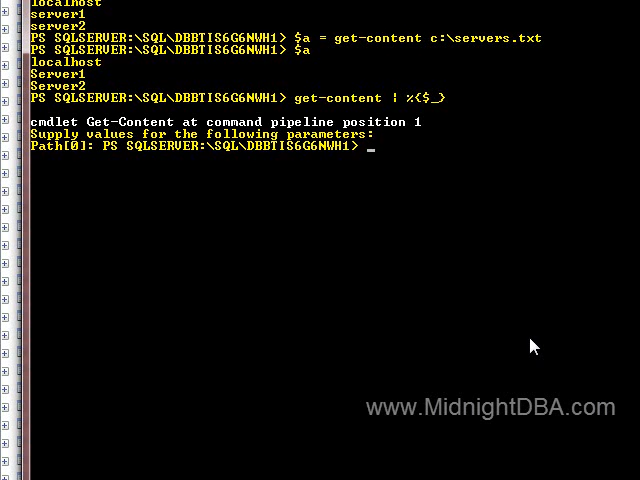 localhost
server1
server2
PS SQLSERVER:\SQL\DBBTIS6G6NWH1> $a = get-content c:\servers.txt
PS SQLSERVER:\SQL\DBBTIS6G6NWH1> $a
localhost
Server1
Server2
PS SQLSERVER:\SQL\DBBTIS6G6NWH1> get-content | %{$_}
cmdlet Get-Content at command pipeline position 1
Supply values for the following parameters:
Path[0]: PS SQLSERVER:\SQL\DBBTIS6G6NWH1> _
www.MidnightDBA.com